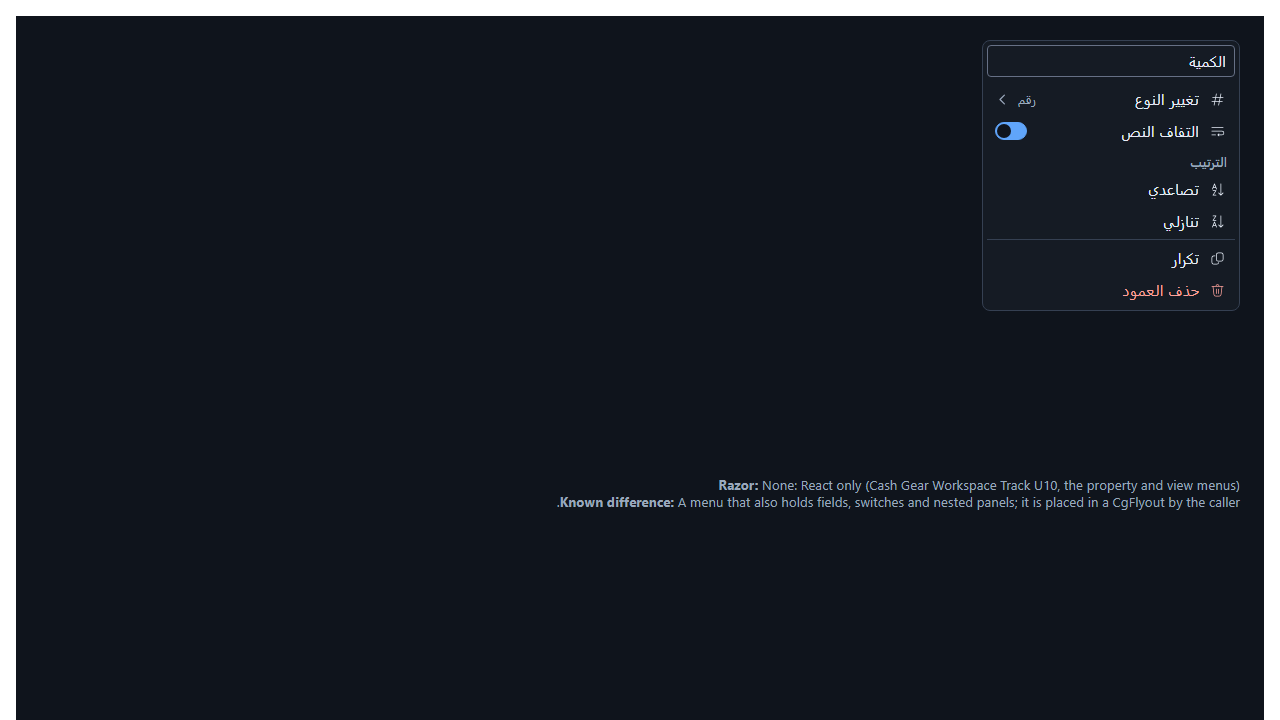 الكمية
تغيير النوع رقم
التفاف النص
الترتيب
تصاعدي
تنازلي
تكرار
حذف العمود
Razor: None: React only (Cash Gear Workspace Track U10, the property and view menus)
Known difference: A menu that also holds fields, switches and nested panels; it is placed in a CgFlyout by the caller.